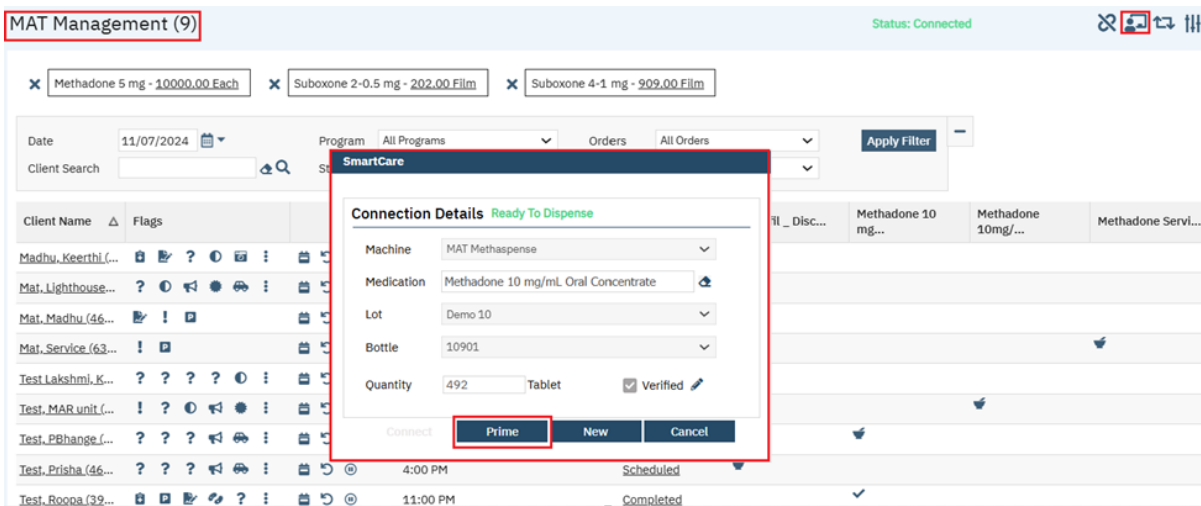 MAT Management (9) Status: Connected
Methadone 5 mg - 10000.00 Each Suboxone 2-0.5 mg - 202.00 Film Suboxone 4-1 mg - 909.00 Film
Date 11/07/2024 Program All Programs Orders All Orders Apply Filter
Client Search St
SmartCare
Connection Details Ready To Dispense
Machine MAT Methaspense
Medication Methadone 10 mg/mL Oral Concentrate
Lot Demo 10
Bottle 10901
Quantity 492 Tablet Verified
Connect Prime New Cancel
Client Name Flags fil _ Disc... Methadone 10 mg... Methadone 10mg/... Methadone Servi...
Madhu, Keerthi (...
Mat, Lighthouse...
Mat, Madhu (46...
Mat, Service (63...
Test Lakshmi, K...
Test, MAR unit (...
Test, PBhange (...
Test, Prisha (46... 4:00 PM Scheduled
Test, Roopa (39... 11:00 PM Completed